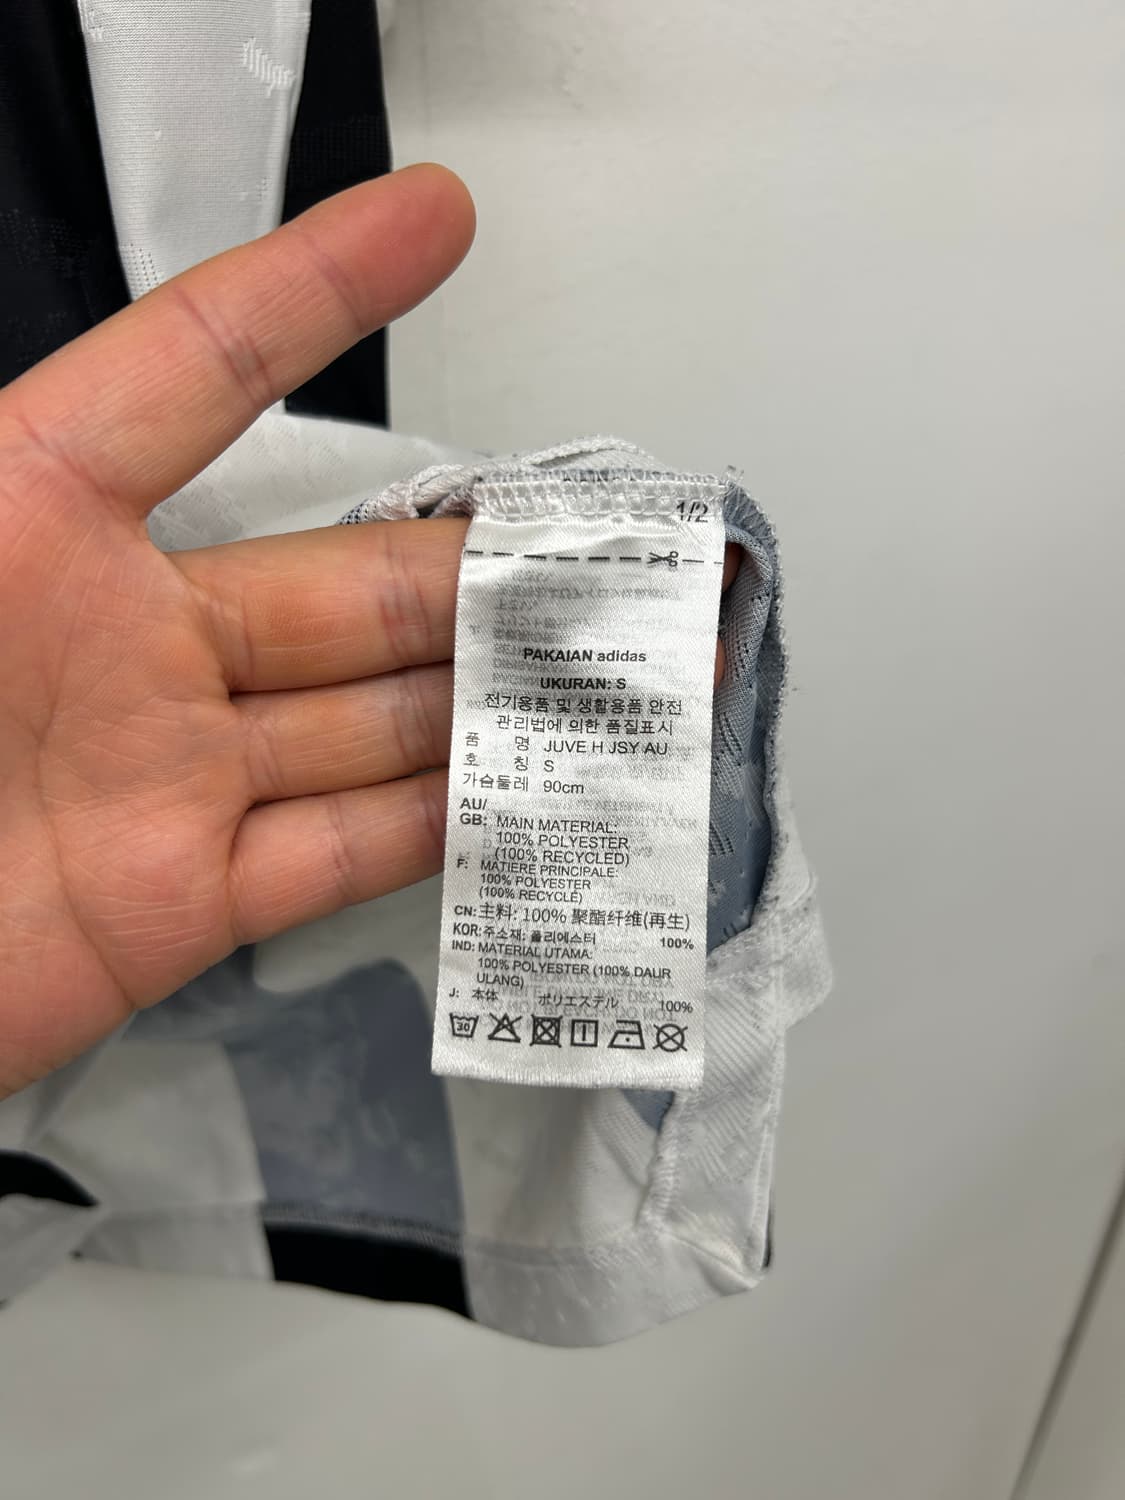 1/2
PAKAIAN adidas
UKURAN: S
전기용품 및 생활용품 안전
관리법에 의한 품질표시
품 명 JUVE H JSY AU
호 칭 S
가슴둘레 90cm
AU/
GB: MAIN MATERIAL:
100% POLYESTER
(100% RECYCLED)
F: MATIERE PRINCIPALE:
100% POLYESTER
(100% RECYCLÉ)
CN: 主料: 100% 聚酯纤维(再生)
KOR: 주소재: 폴리에스터 100%
IND: MATERIAL UTAMA:
100% POLYESTER (100% DAUR
ULANG)
J: 本体 ポリエステル 100%
30